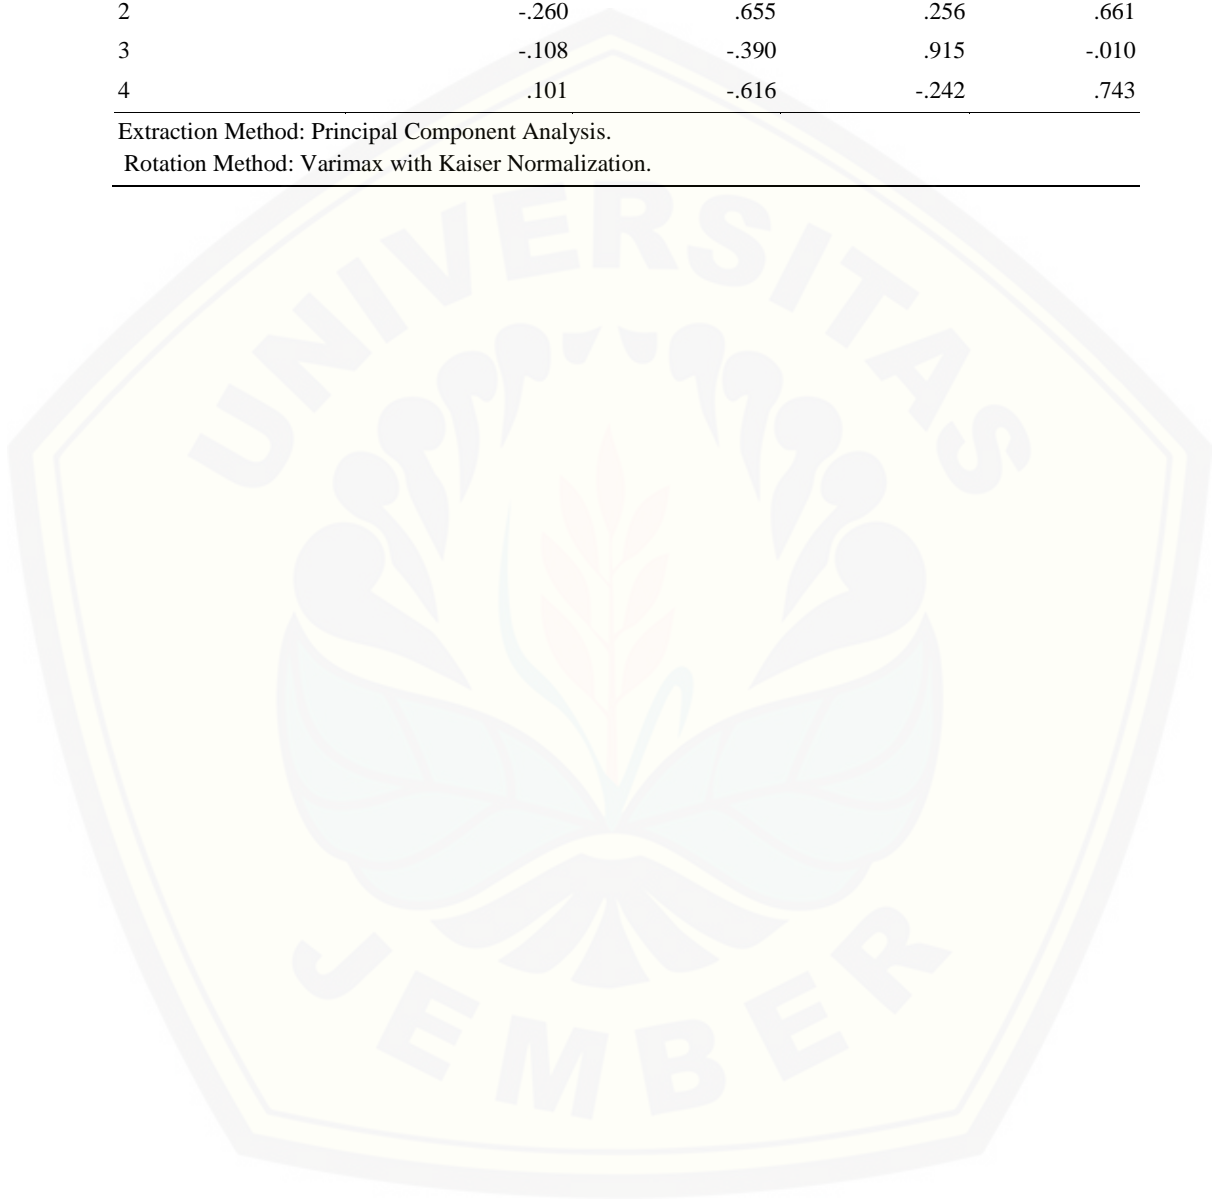 2 -.260 .655 .256 .661
3 -.108 -.390 .915 -.010
4 .101 -.616 -.242 .743
Extraction Method: Principal Component Analysis.
Rotation Method: Varimax with Kaiser Normalization.
UNIVERSITAS
JEMBER